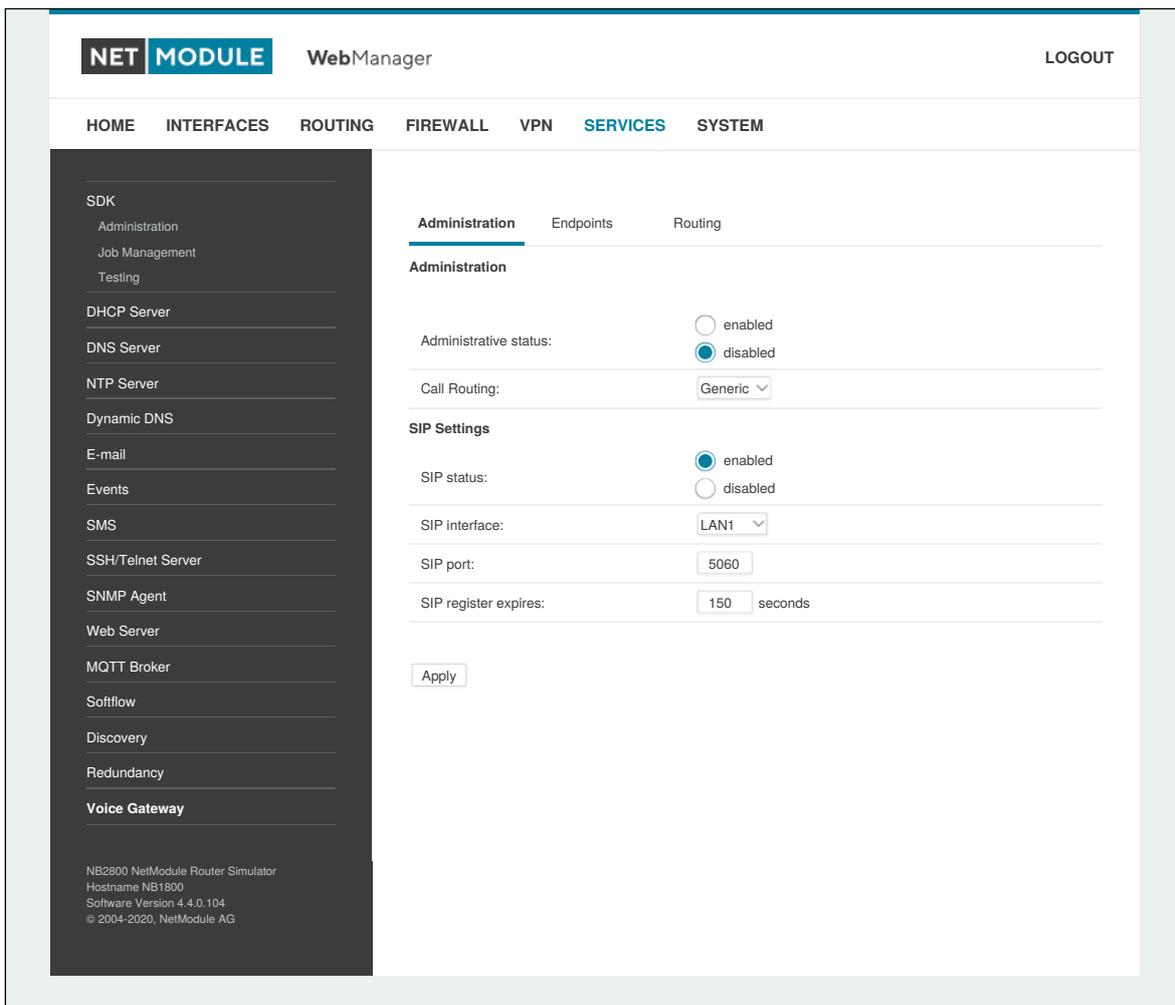 NET MODULE WebManager LOGOUT
HOME INTERFACES ROUTING FIREWALL VPN SERVICES SYSTEM
SDK
Administration
Job Management
Testing
DHCP Server
DNS Server
NTP Server
Dynamic DNS
E-mail
Events
SMS
SSH/Telnet Server
SNMP Agent
Web Server
MQTT Broker
Softflow
Discovery
Redundancy
Voice Gateway
NB2800 NetModule Router Simulator
Hostname NB1800
Software Version 4.4.0.104
© 2004-2020, NetModule AG
Administration Endpoints Routing
Administration
Administrative status:
enabled
disabled
Call Routing: Generic
SIP Settings
SIP status:
enabled
disabled
SIP interface: LAN1
SIP port: 5060
SIP register expires: 150 seconds
Apply